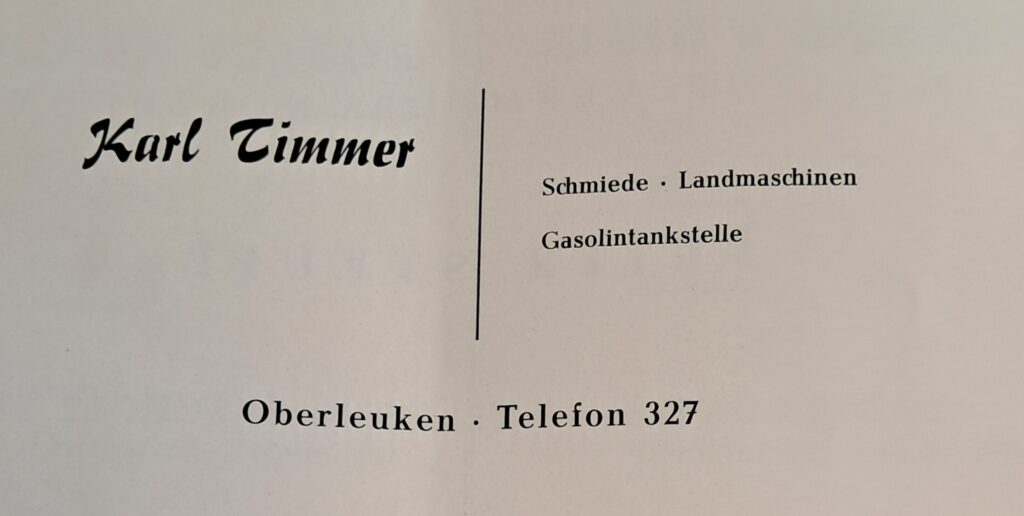 Karl Timmer
Schmiede · Landmaschinen
Gasolintankstelle
Oberleuken · Telefon 327